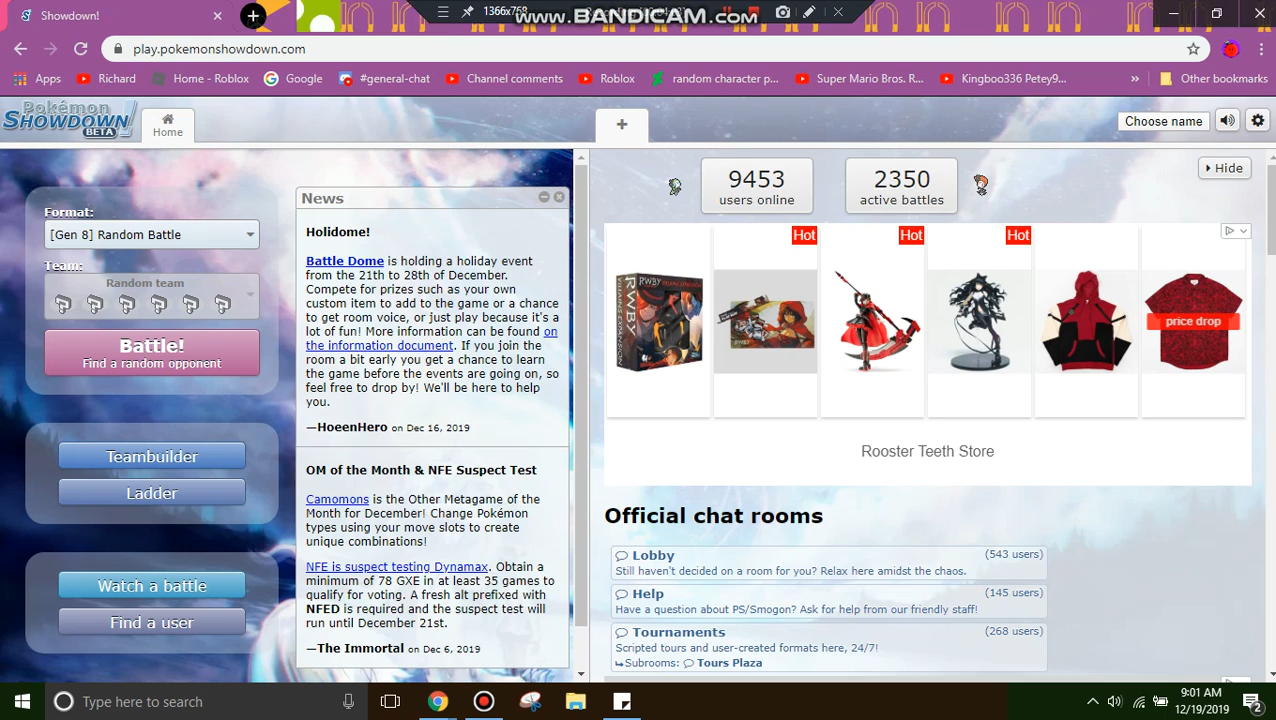 Showdown!
1366x768
www.BANDICAM.com
play.pokemonshowdown.com
Apps
Richard
Home - Roblox
Google
#general-chat
Channel comments
Roblox
random character p...
Super Mario Bros. R...
Kingboo336 Petey9...
»
Other bookmarks
Pokémon
SHOWDOWN!
BETA
Home
+
Choose name
9453
users online
2350
active battles
Hide
Format:
[Gen 8] Random Battle
Team:
Random team
Battle!
Find a random opponent
Teambuilder
Ladder
Watch a battle
Find a user
News
Holidome!
Battle Dome is holding a holiday event
from the 21th to 28th of December.
Compete for prizes such as your own
custom item to add to the game or a chance
to get room voice, or just play because it's a
lot of fun! More information can be found on
the information document. If you join the
room a bit early you get a chance to learn
the game before the events are going on, so
feel free to drop by! We'll be here to help
you.
—HoeenHero on Dec 16, 2019
OM of the Month & NFE Suspect Test
Camomons is the Other Metagame of the
Month for December! Change Pokémon
types using your move slots to create
unique combinations!
NFE is suspect testing Dynamax. Obtain a
minimum of 78 GXE in at least 35 games to
qualify for voting. A fresh alt prefixed with
NFED is required and the suspect test will
run until December 21st.
—The Immortal on Dec 6, 2019
Hot
Hot
Hot
RWBY
price drop
Rooster Teeth Store
Official chat rooms
Lobby (543 users)
Still haven't decided on a room for you? Relax here amidst the chaos.
Help (145 users)
Have a question about PS/Smogon? Ask for help from our friendly staff!
Tournaments (268 users)
Scripted tours and user-created formats here, 24/7!
Subrooms: Tours Plaza
Type here to search
9:01 AM
12/19/2019
2